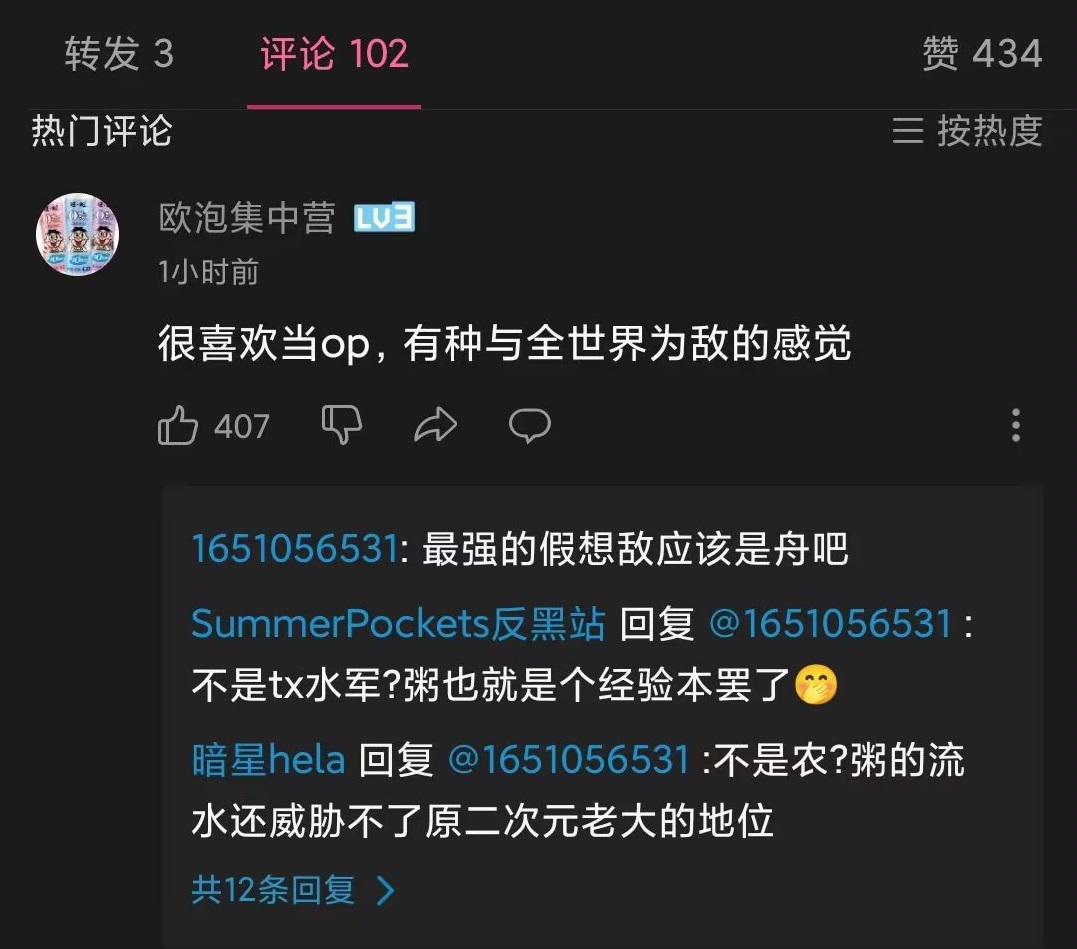 转发 3
评论 102
赞 434
热门评论
按热度
欧泡集中营 LV3
1小时前
很喜欢当op，有种与全世界为敌的感觉
407
1651056531: 最强的假想敌应该是舟吧
SummerPockets反黑站 回复 @1651056531 :
不是tx水军?粥也就是个经验本罢了🤭
暗星hela 回复 @1651056531 :不是农?粥的流
水还威胁不了原二次元老大的地位
共12条回复